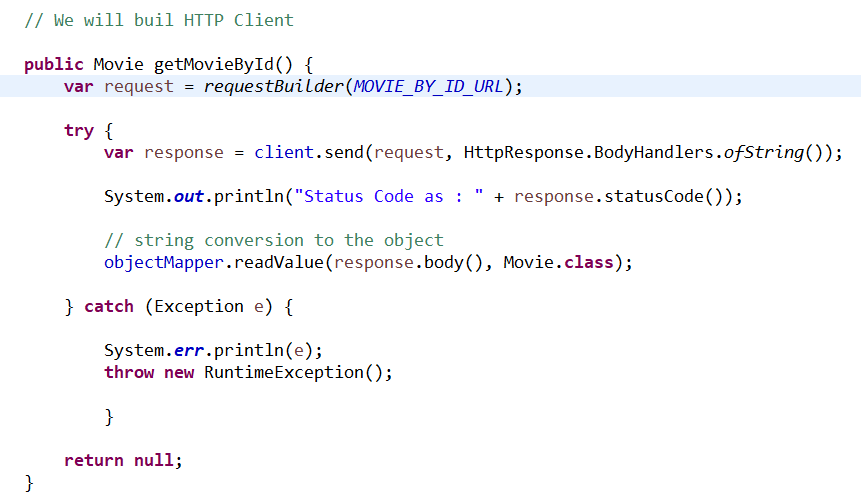 // We will buil HTTP Client
public Movie getMovieById() {
var request = requestBuilder(MOVIE_BY_ID_URL);
try {
var response = client.send(request, HttpResponse.BodyHandlers.ofString());
System.out.println("Status Code as : " + response.statusCode());
// string conversion to the object
objectMapper.readValue(response.body(), Movie.class);
} catch (Exception e) {
System.err.println(e);
throw new RuntimeException();
}
return null;
}